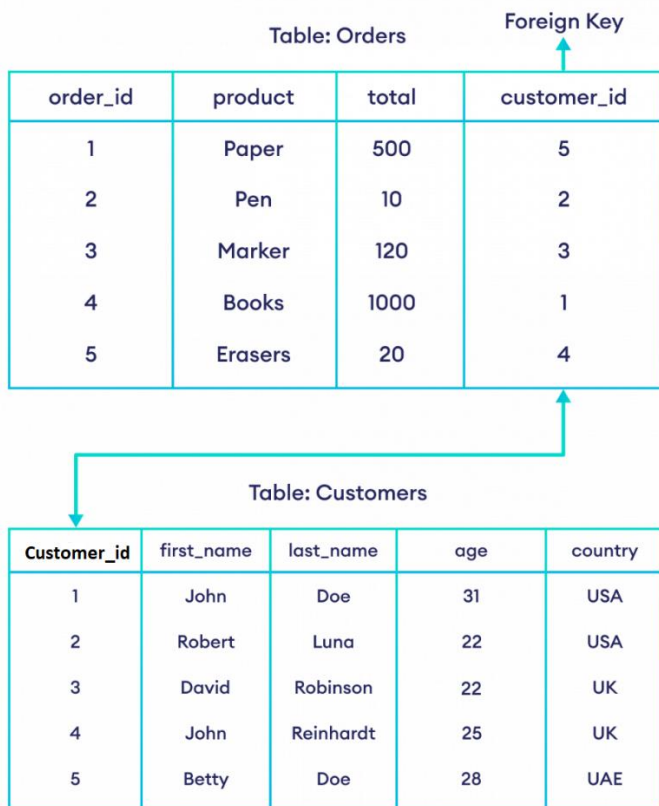 Foreign Key
Table: Orders
order_id product total customer_id
1 Paper 500 5
2 Pen 10 2
3 Marker 120 3
4 Books 1000 1
5 Erasers 20 4
Table: Customers
Customer_id first_name last_name age country
1 John Doe 31 USA
2 Robert Luna 22 USA
3 David Robinson 22 UK
4 John Reinhardt 25 UK
5 Betty Doe 28 UAE